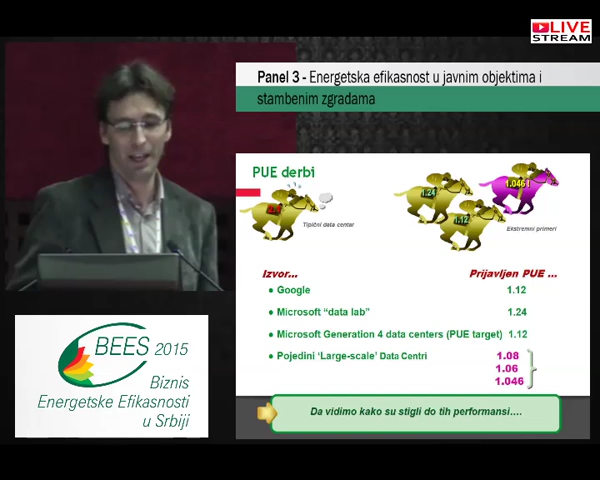 LIVE
STREAM
Panel 3 - Energetska efikasnost u javnim objektima i
stambenim zgradama
PUE derbi
1.24
1.046
1.12
Tipični data centar
Ekstremni primeri
Izvor... Prijavljen PUE ...
Google 1.12
Microsoft “data lab” 1.24
Microsoft Generation 4 data centers (PUE target) 1.12
Pojedini ‘Large-scale’ Data Centri 1.08
1.06
1.046
Da vidimo kako su stigli do tih performansi....
BEES 2015
Biznis
Energetske Efikasnosti
u Srbiji